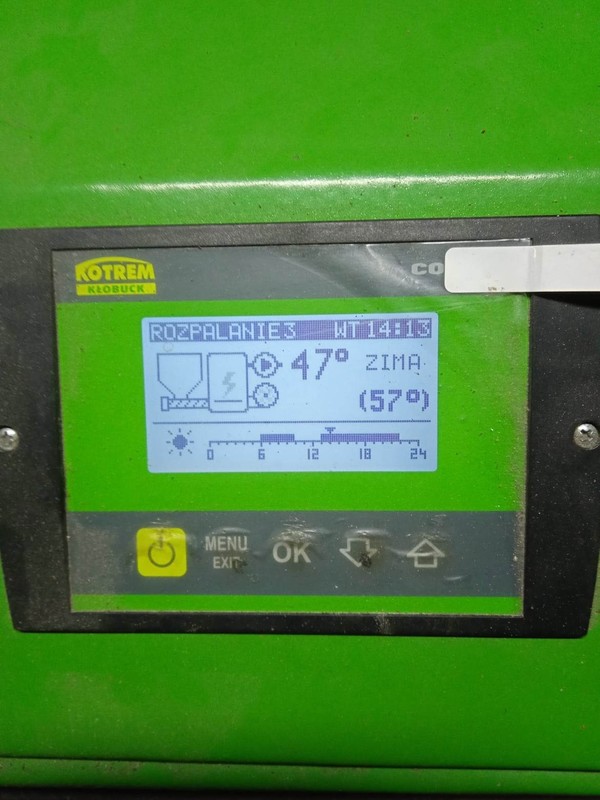 KOTREM
KŁOBUCK
CO
ROZPALANIE3 WT 14:13
47° ZIMA
(57°)
0 6 12 18 24
MENU
EXIT
OK